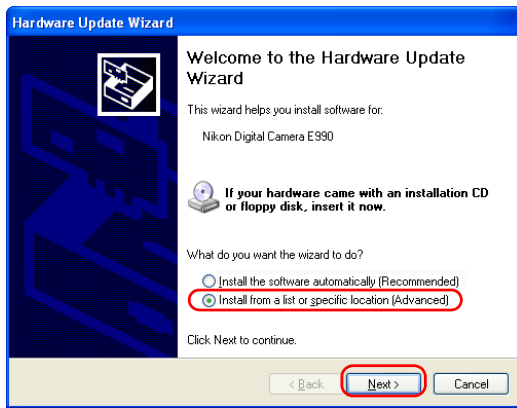 Hardware Update Wizard
Welcome to the Hardware Update
Wizard
This wizard helps you install software for:
Nikon Digital Camera E990
If your hardware came with an installation CD
or floppy disk, insert it now.
What do you want the wizard to do?
Install the software automatically (Recommended)
Install from a list or specific location (Advanced)
Click Next to continue.
< Back Next > Cancel